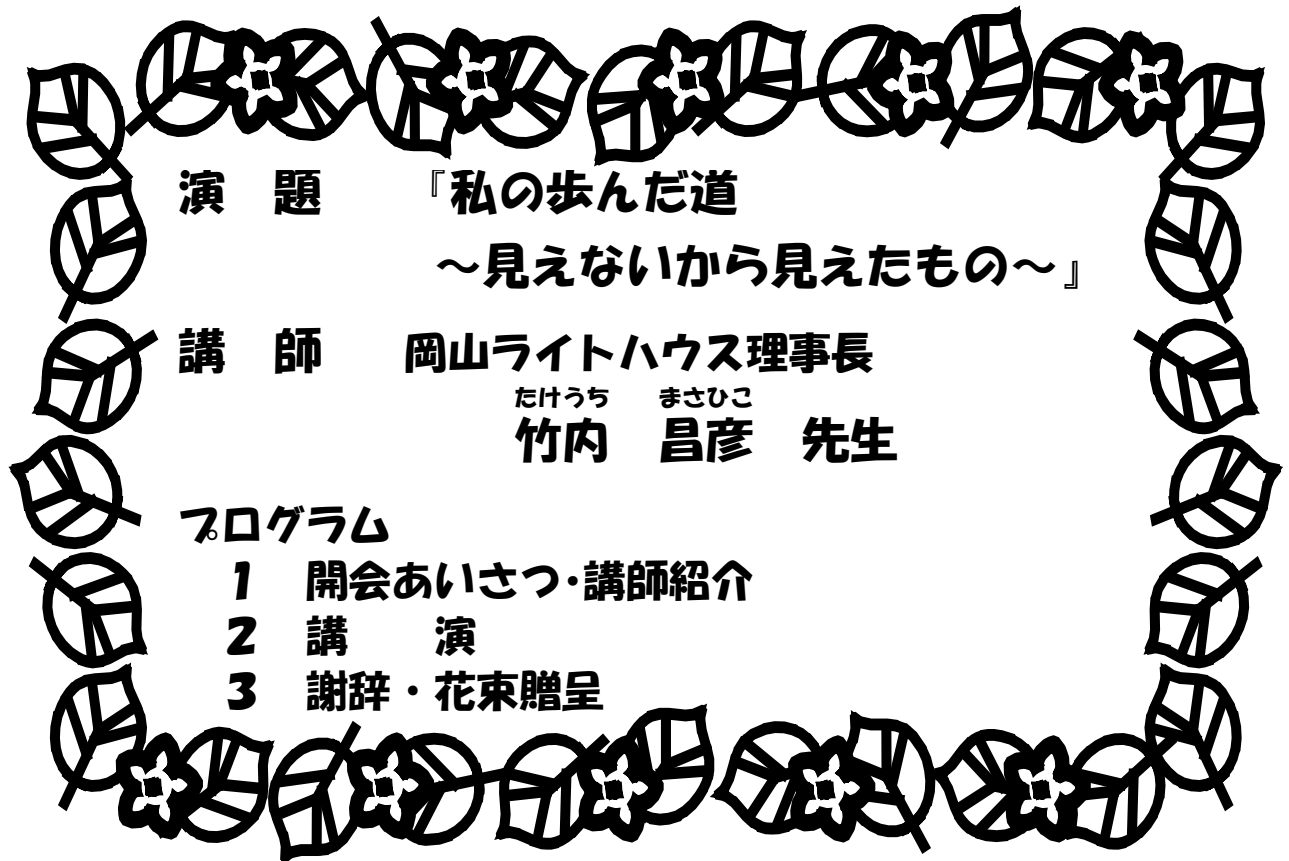 演　題　　『私の歩んだ道
～見えないから見えたもの～』
講　師　　岡山ライトハウス理事長
たけうち　まさひこ
竹内　昌彦　先生
プログラム
1　開会あいさつ・講師紹介
2　講　　演
3　謝辞・花束贈呈